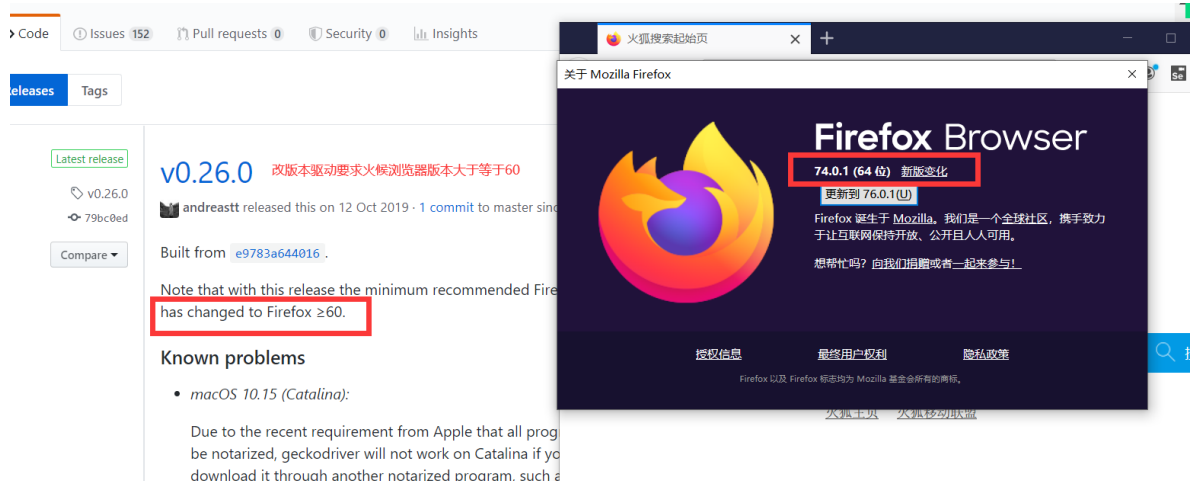 Code Issues 152 Pull requests 0 Security 0 Insights
Releases Tags
Latest release
v0.26.0
79bc0ed
Compare
v0.26.0 改版本驱动要求火候浏览器版本大于等于60
andreastt released this on 12 Oct 2019 · 1 commit to master
Built from e9783a644016 .
Note that with this release the minimum recommended
has changed to Firefox ≥60.
Known problems
• macOS 10.15 (Catalina):
Due to the recent requirement from Apple that all
be notarized, geckodriver will not work on Catalina if
download it through another notarized program, such
火狐搜索起始页
Se
关于 Mozilla Firefox
Firefox Browser
74.0.1 (64 位) 新版变化
更新到 76.0.1(U)
Firefox 诞生于 Mozilla。我们是一个全球社区，携手致力
于让互联网保持开放、公开且人人可用。
想帮忙吗？向我们捐赠或者一起来参与！
授权信息 最终用户权利 隐私政策
Firefox 以及 Firefox 标志均为 Mozilla 基金会所有的商标。
火狐主页 火狐移动联盟